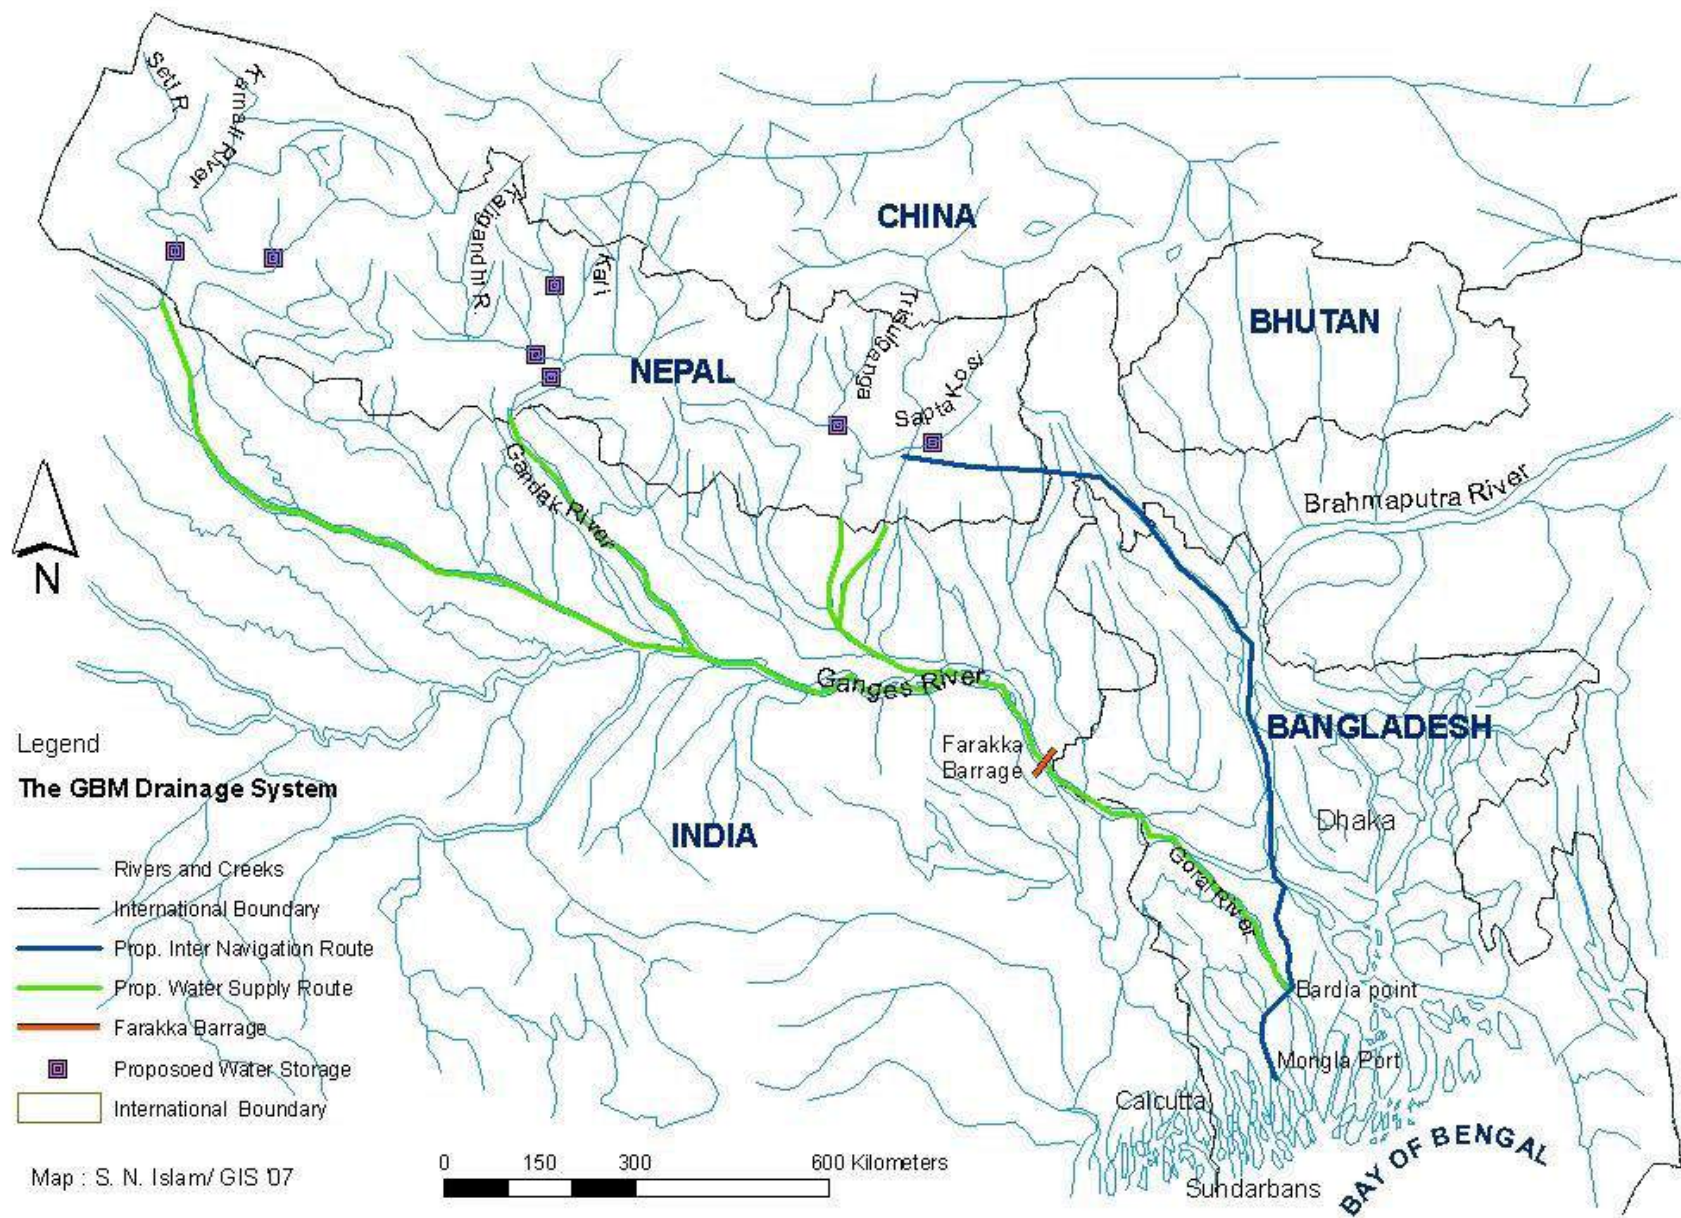 Seti R.
Karnali River
Kaligandhi R.
Kali
CHINA
Trisulganga
BHUTAN
NEPAL
Sapta Kosi
Gandak River
Brahmaputra River
N
Ganges River
BANGLADESH
Farakka
Barrage
Dhaka
INDIA
Gorai River
Bardia point
Mongla Port
Calcutta
BAY OF BENGAL
Sundarbans
Legend
The GBM Drainage System
Rivers and Creeks
International Boundary
Prop. Inter Navigation Route
Prop. Water Supply Route
Farakka Barrage
Proposoed Water Storage
International Boundary
Map : S. N. Islam/ GIS '07
0 150 300 600 Kilometers